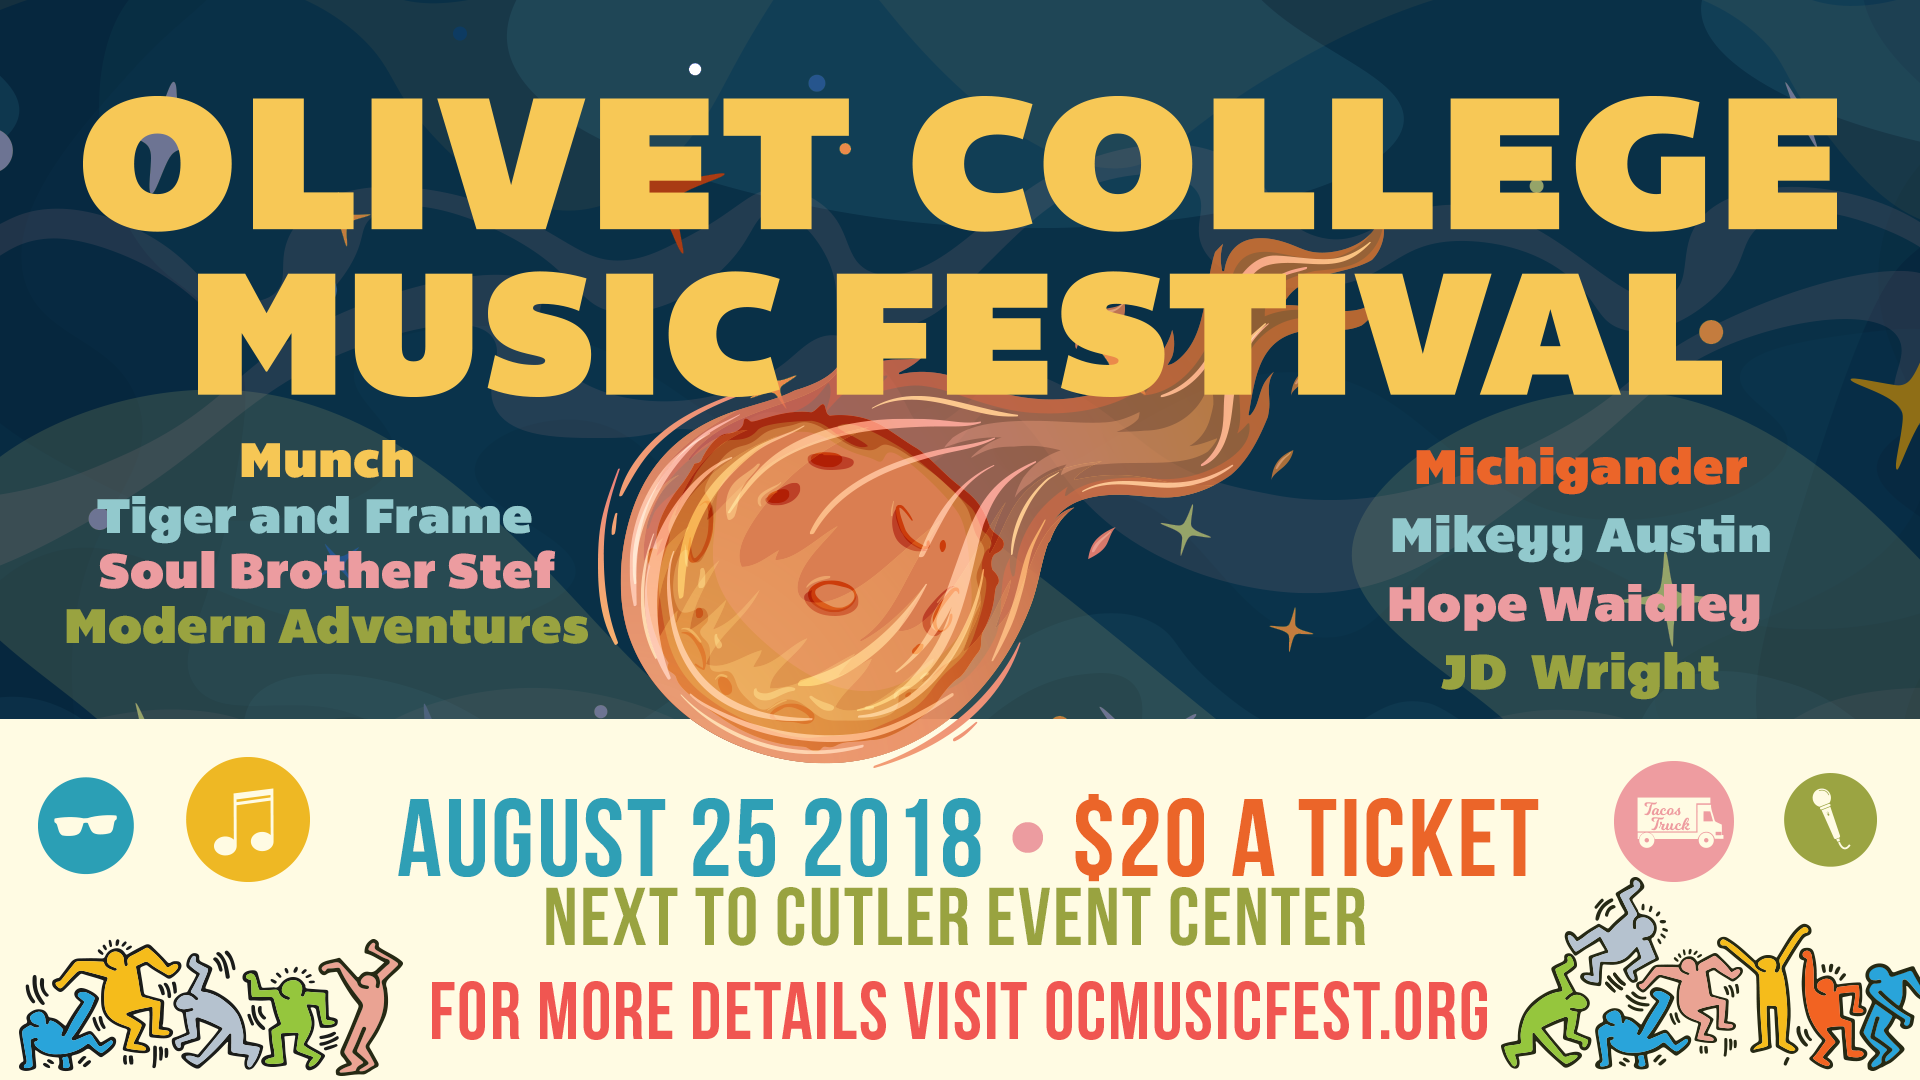 OLIVET COLLEGE
MUSIC FESTIVAL
Munch
Tiger and Frame
Soul Brother Stef
Modern Adventures
Michigander
Mikeyy Austin
Hope Waidley
JD Wright
AUGUST 25 2018 • $20 A TICKET
NEXT TO CUTLER EVENT CENTER
FOR MORE DETAILS VISIT OCMUSICFEST.ORG
Tacos
Truck